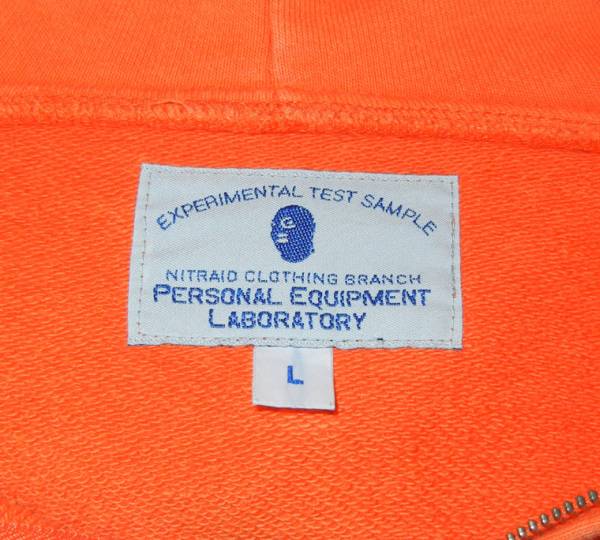 EXPERIMENTAL TEST SAMPLE
NITRAID CLOTHING BRANCH
PERSONAL EQUIPMENT
LABORATORY
L